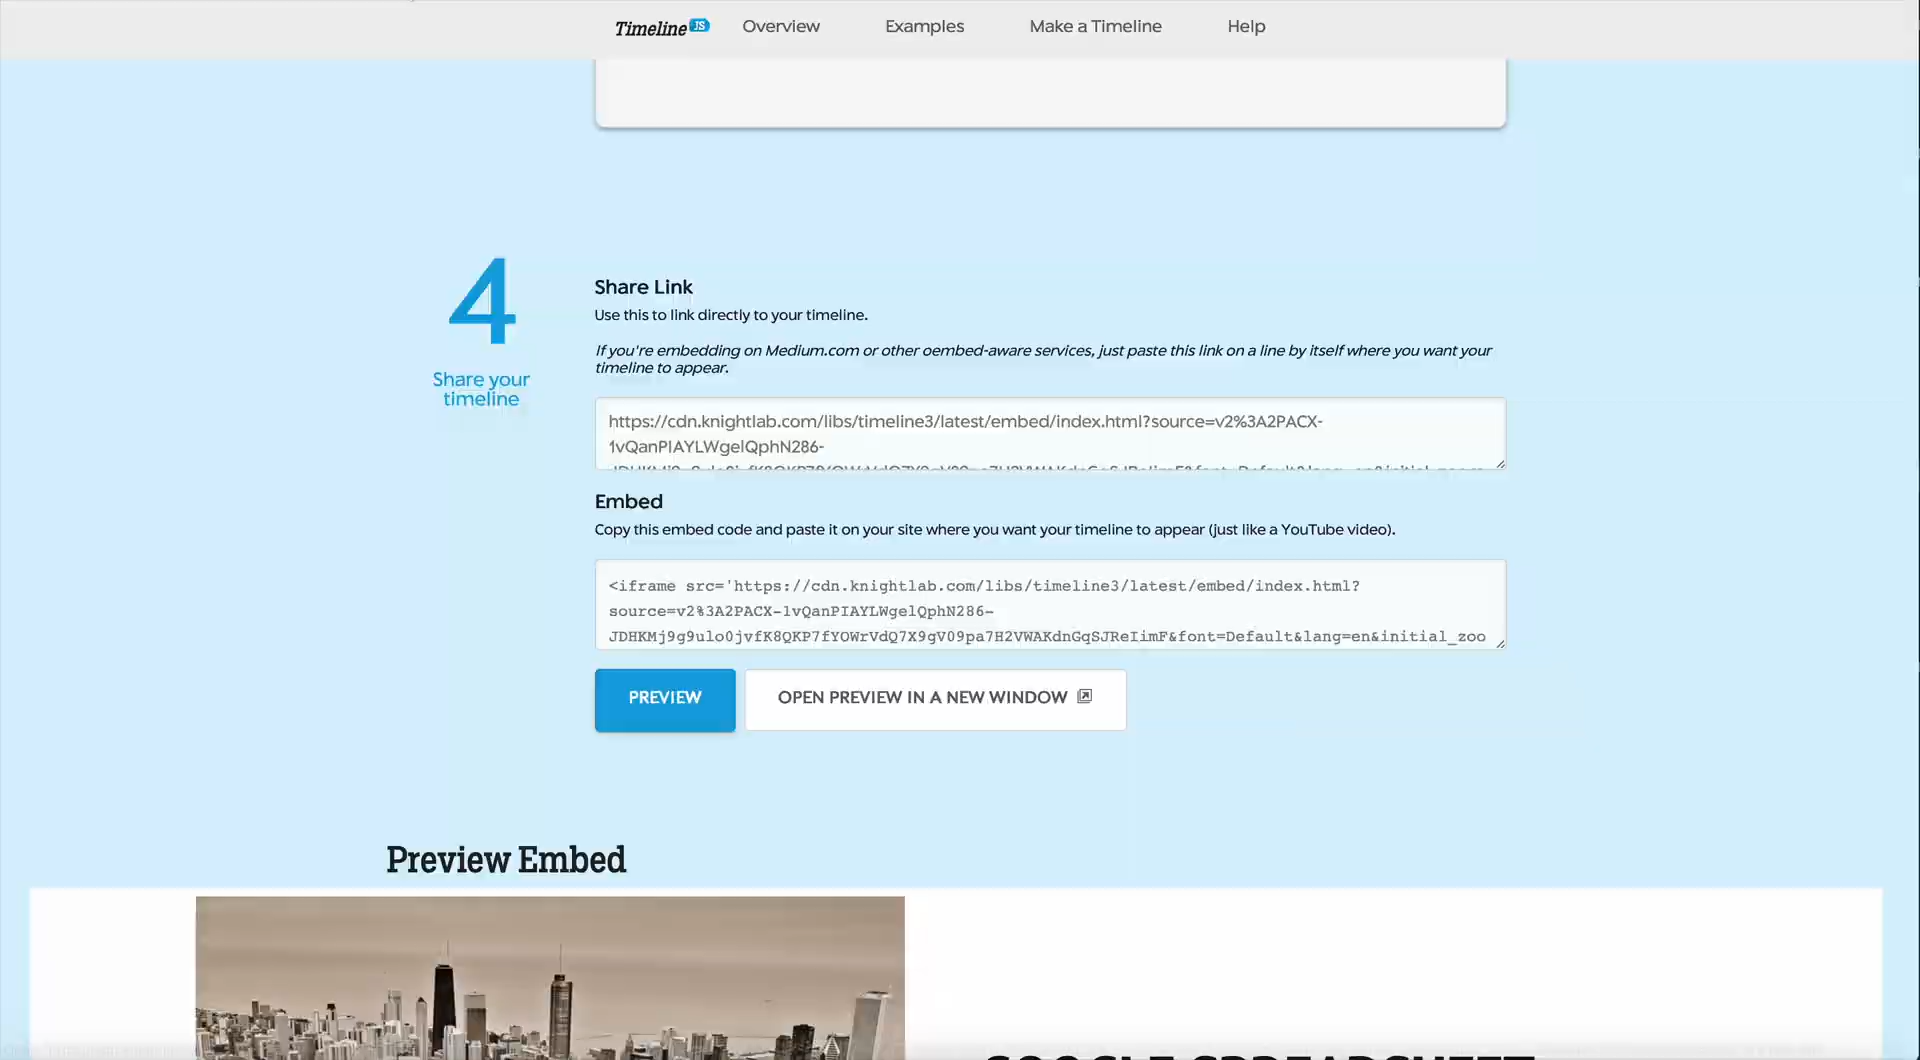 Timeline JS Overview Examples Make a Timeline Help
4
Share your
timeline
Share Link
Use this to link directly to your timeline.
If you're embedding on Medium.com or other oembed-aware services, just paste this link on a line by itself where you want your
timeline to appear.
https://cdn.knightlab.com/libs/timeline3/latest/embed/index.html?source=v2%3A2PACX-
1vQanPIAYLWgelQphN286-
Embed
Copy this embed code and paste it on your site where you want your timeline to appear (just like a YouTube video).
<iframe src='https://cdn.knightlab.com/libs/timeline3/latest/embed/index.html?
source=v2%3A2PACX-1vQanPIAYLWgelQphN286-
JDHKMj9g9ulo0jvfK8QKP7fYOWrVdQ7X9gV09pa7H2VWAKdnGqSJReIimF&font=Default&lang=en&initial_zoo
PREVIEW OPEN PREVIEW IN A NEW WINDOW
Preview Embed
GOOGLE SPREADSHEET